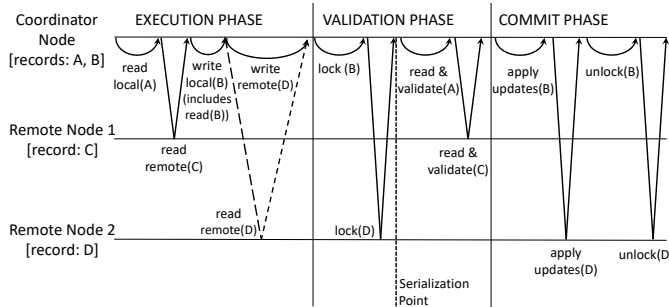 Coordinator
Node
[records: A, B]
EXECUTION PHASE
VALIDATION PHASE
COMMIT PHASE
read
local(A)
write
local(B)
(includes
read(B))
write
remote(D)
lock (B)
read &
validate(A)
apply
updates(B)
unlock(B)
Remote Node 1
[record: C]
read
remote(C)
read &
validate(C)
Remote Node 2
[record: D]
read
remote(D)
lock(D)
apply
updates(D)
unlock(D
Serialization
Point